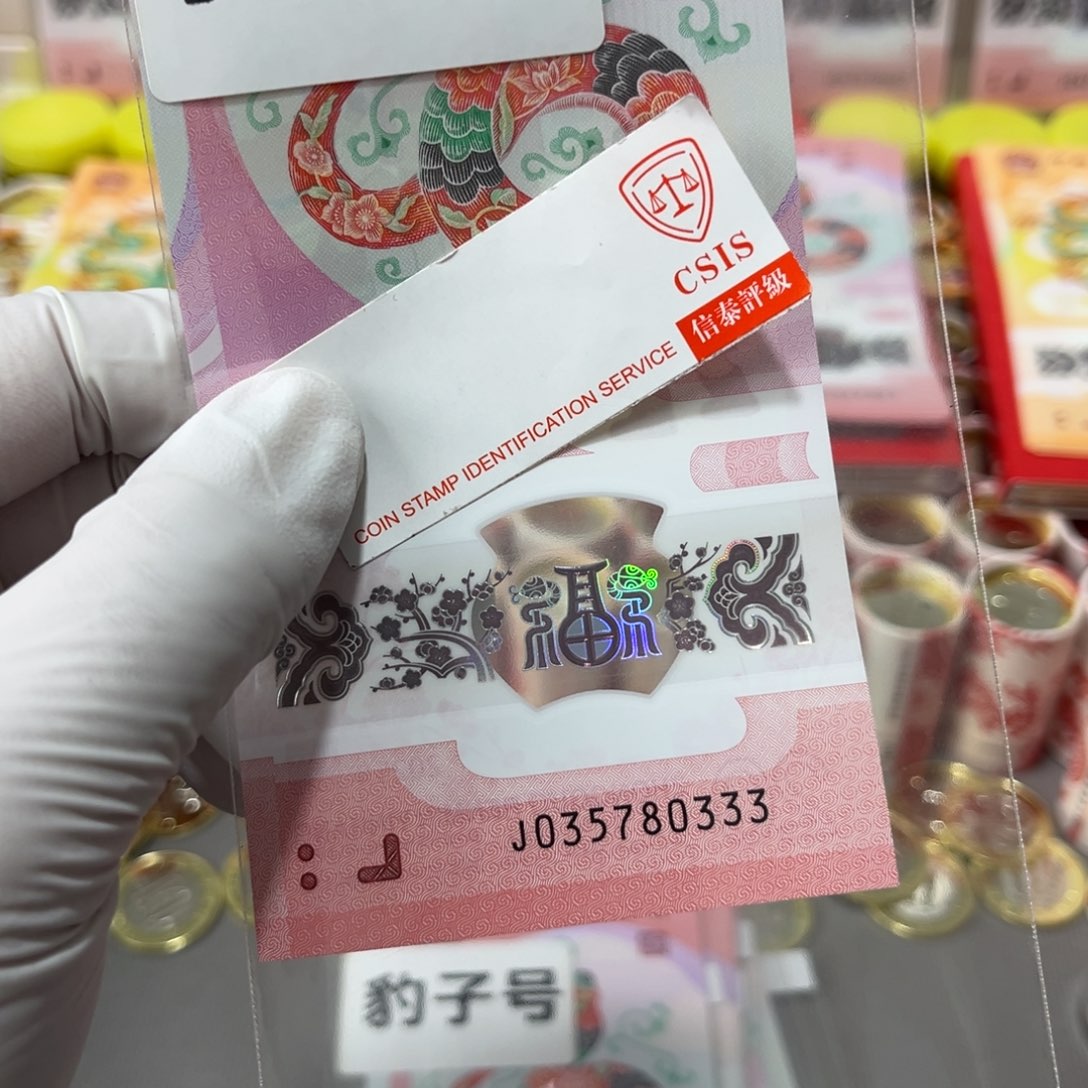 CSIS
信泰評級
COIN STAMP IDENTIFICATION SERVICE
J035780333
豹子号